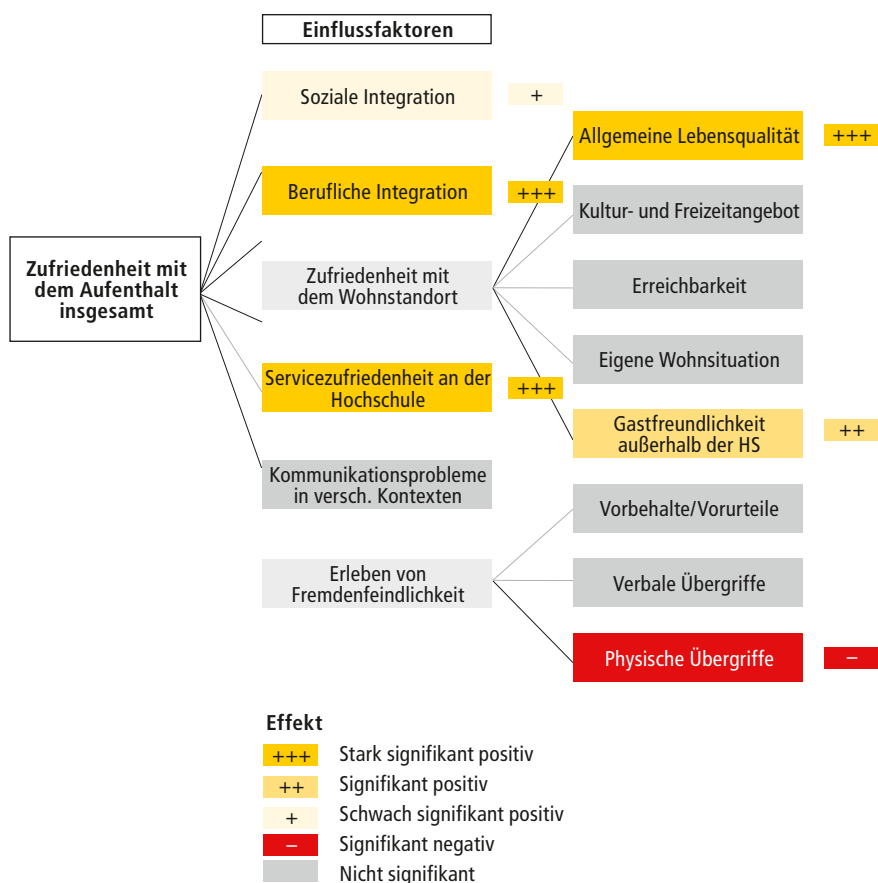 Einflussfaktoren
Zufriedenheit mit
dem Aufenthalt
insgesamt
Soziale Integration
+
Berufliche Integration
+++
Zufriedenheit mit
dem Wohnstandort
Servicezufriedenheit an der
Hochschule
+++
Kommunikationsprobleme
in versch. Kontexten
Erleben von
Fremdenfeindlichkeit
Allgemeine Lebensqualität
+++
Kultur- und Freizeitangebot
Erreichbarkeit
Eigene Wohnsituation
Gastfreundlichkeit
außerhalb der HS
++
Vorbehalte/Vorurteile
Verbale Übergriffe
Physische Übergriffe
–
Effekt
+++ Stark signifikant positiv
++ Signifikant positiv
+ Schwach signifikant positiv
– Signifikant negativ
Nicht signifikant